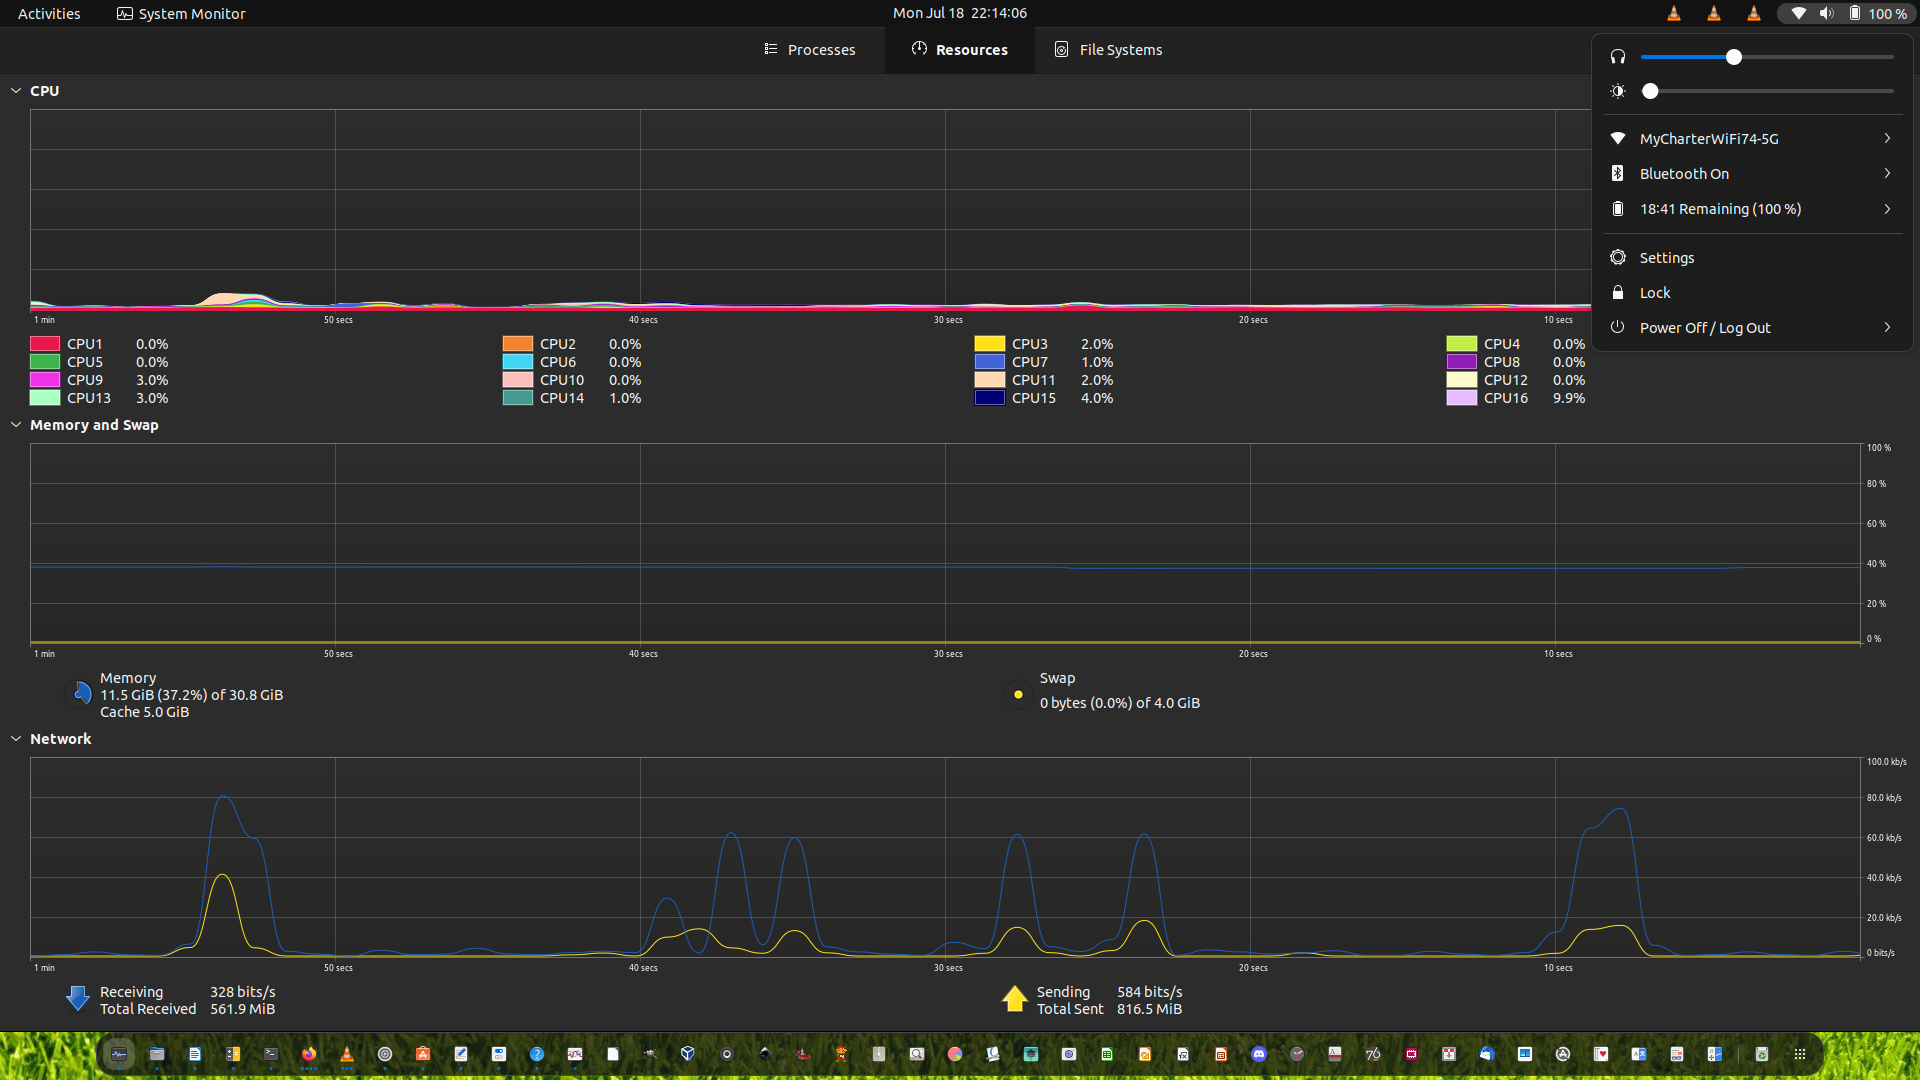 Activities
System Monitor
Mon Jul 18 22:14:06
100 %
Processes
Resources
File Systems
CPU
1 min
50 secs
40 secs
30 secs
20 secs
10 secs
CPU1 0.0%
CPU2 0.0%
CPU3 2.0%
CPU4 0.0%
CPU5 0.0%
CPU6 0.0%
CPU7 1.0%
CPU8 0.0%
CPU9 3.0%
CPU10 0.0%
CPU11 2.0%
CPU12 0.0%
CPU13 3.0%
CPU14 1.0%
CPU15 4.0%
CPU16 9.9%
MyCharterWiFi74-5G
Bluetooth On
18:41 Remaining (100 %)
Settings
Lock
Power Off / Log Out
Memory and Swap
100 %
80 %
60 %
40 %
20 %
0 %
1 min
50 secs
40 secs
30 secs
20 secs
10 secs
Memory
11.5 GiB (37.2%) of 30.8 GiB
Cache 5.0 GiB
Swap
0 bytes (0.0%) of 4.0 GiB
Network
100.0 kb/s
80.0 kb/s
60.0 kb/s
40.0 kb/s
20.0 kb/s
0 bits/s
1 min
50 secs
40 secs
30 secs
20 secs
10 secs
Receiving 328 bits/s
Total Received 561.9 MiB
Sending 584 bits/s
Total Sent 816.5 MiB
76